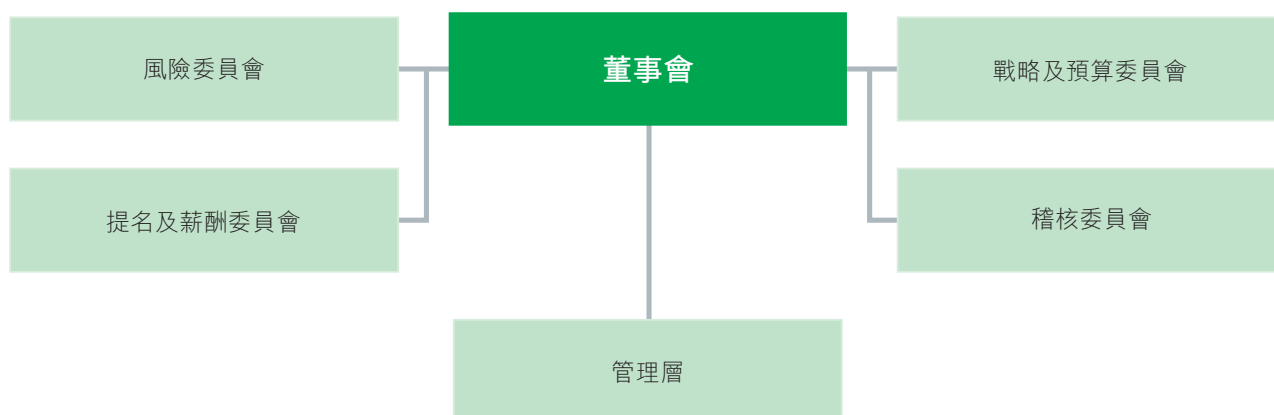 風險委員會
董事會
戰略及預算委員會
提名及薪酬委員會
稽核委員會
管理層